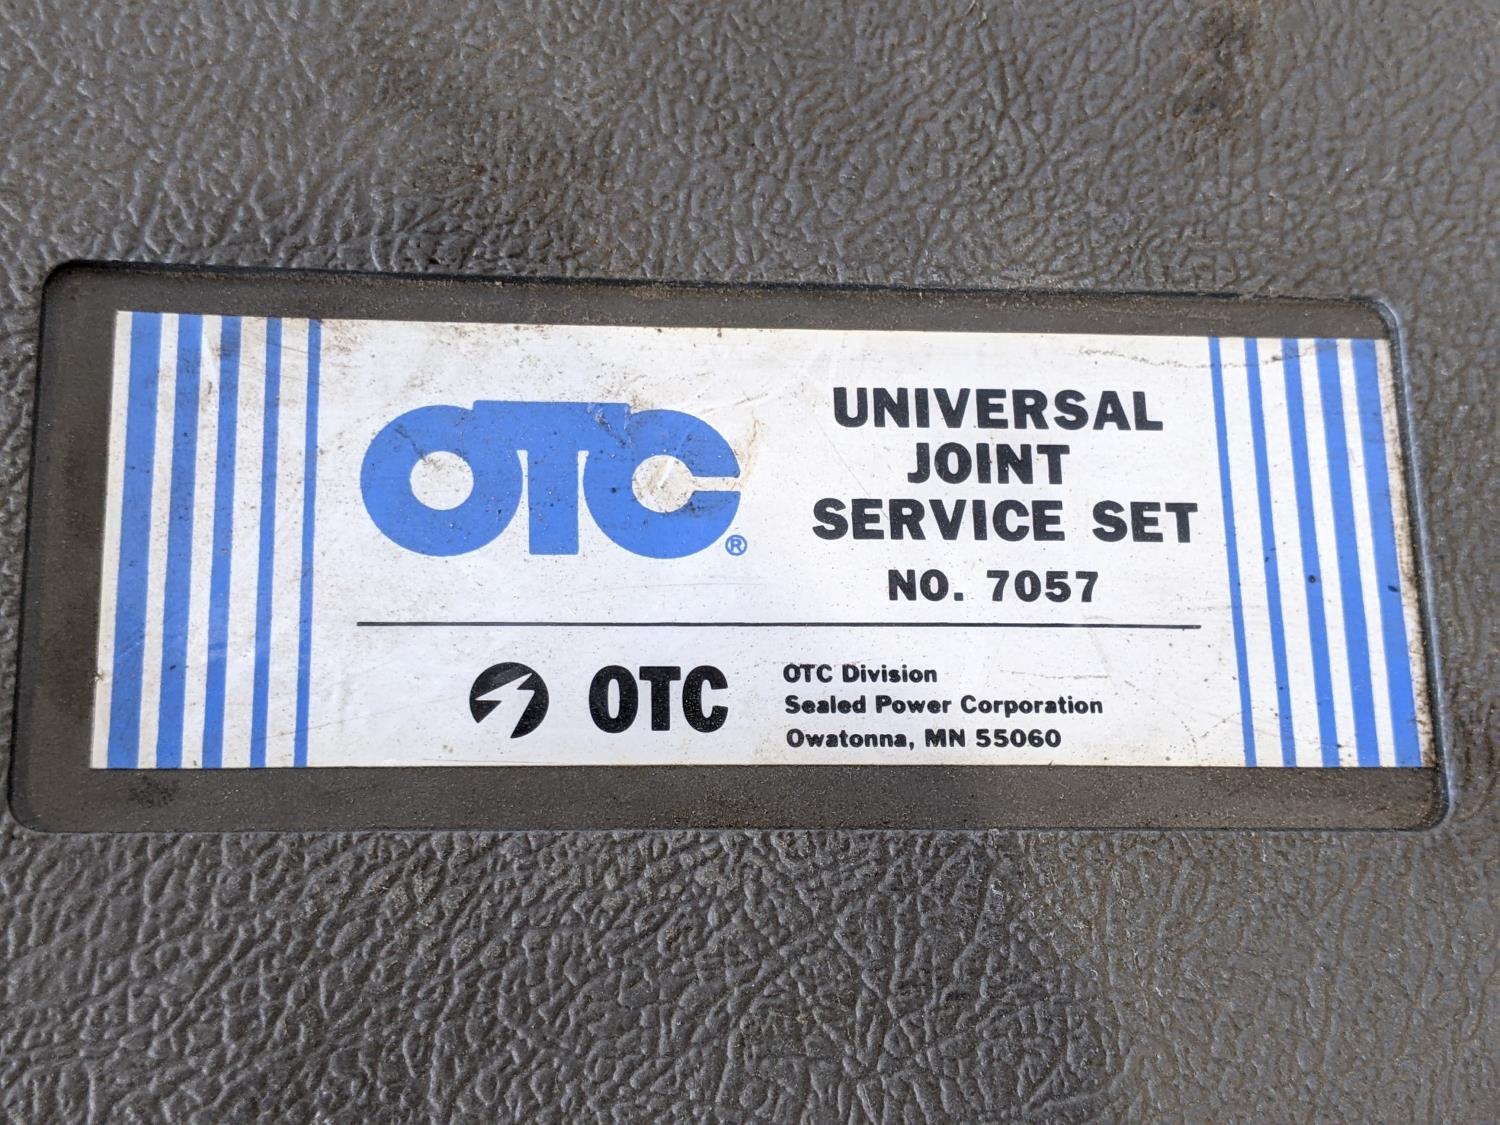 OTC®
UNIVERSAL
JOINT
SERVICE SET
NO. 7057
OTC
OTC Division
Sealed Power Corporation
Owatonna, MN 55060